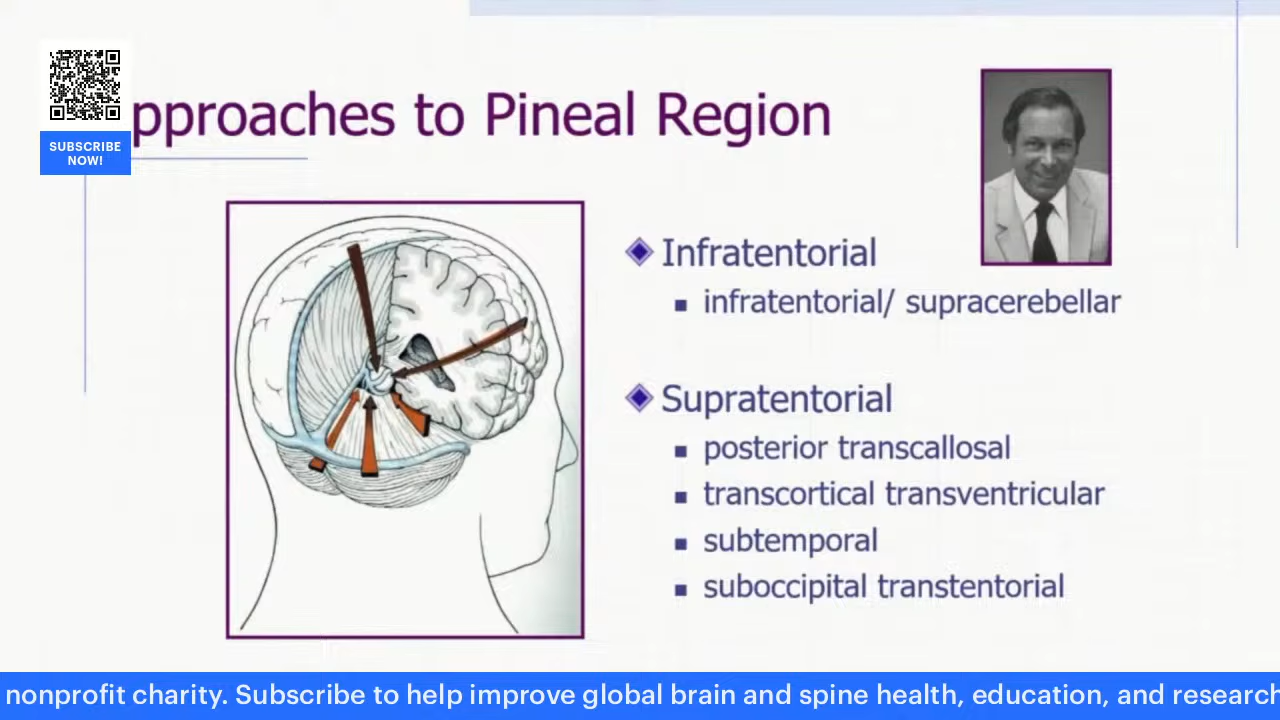 SUBSCRIBE
NOW!
pproaches to Pineal Region
Infratentorial
infratentorial/ supracerebellar
Supratentorial
posterior transcallosal
transcortical transventricular
subtemporal
suboccipital transtentorial
nonprofit charity. Subscribe to help improve global brain and spine health, education, and research